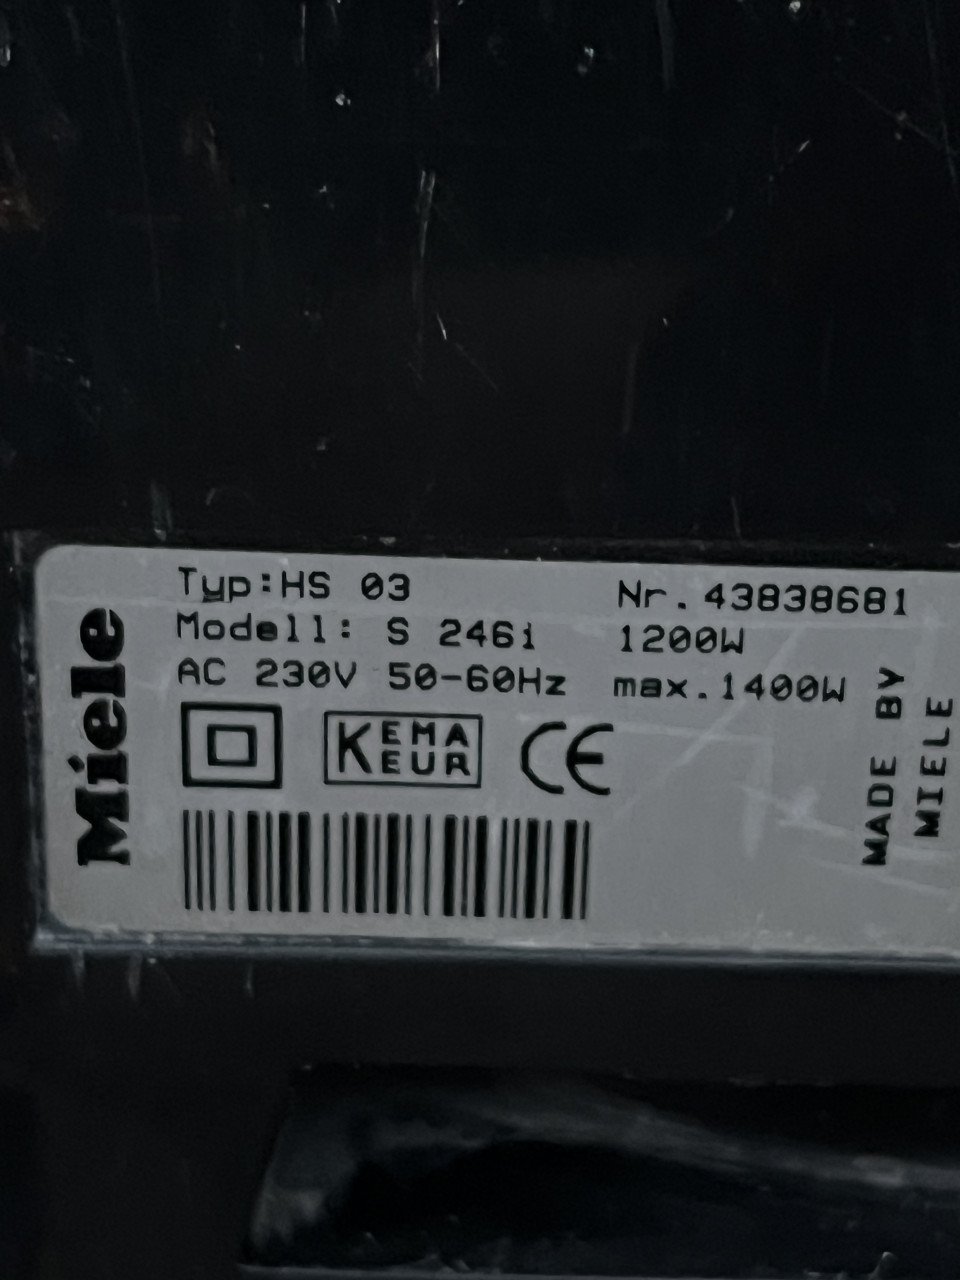 Miele
Typ:HS 03
Nr.43838681
Modell: S 246i
1200W
AC 230V 50-60Hz
max.1400W
KEMA
KEUR
CE
MADE BY
MIELE